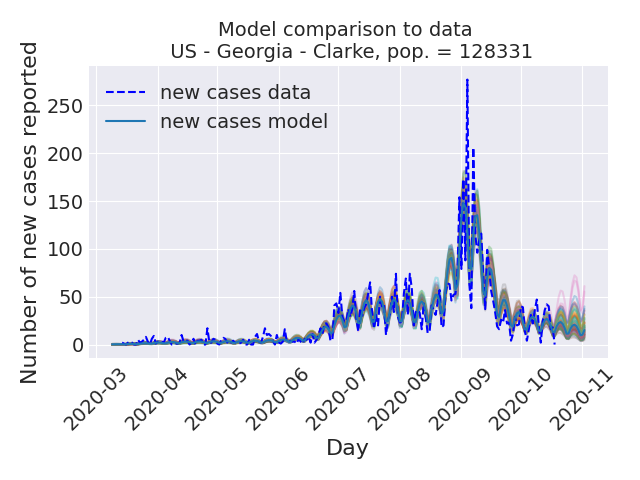 Model comparison to data
US - Georgia - Clarke, pop. = 128331
Number of new cases reported
250
200
150
100
50
0
new cases data
new cases model
2020-03
2020-04
2020-05
2020-06
2020-07
2020-08
2020-09
2020-10
2020-11
Day